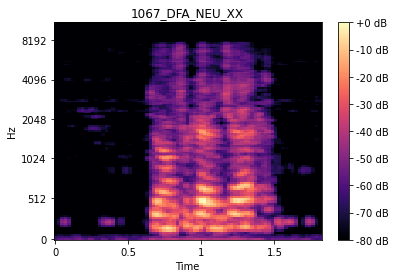 1067_DFA_NEU_XX
+0 dB
8192
-10 dB
4096
-20 dB
-30 dB
2048
Hz
-40 dB
1024
-50 dB
512
-60 dB
-70 dB
0
-80 dB
0 0.5 1 1.5
Time